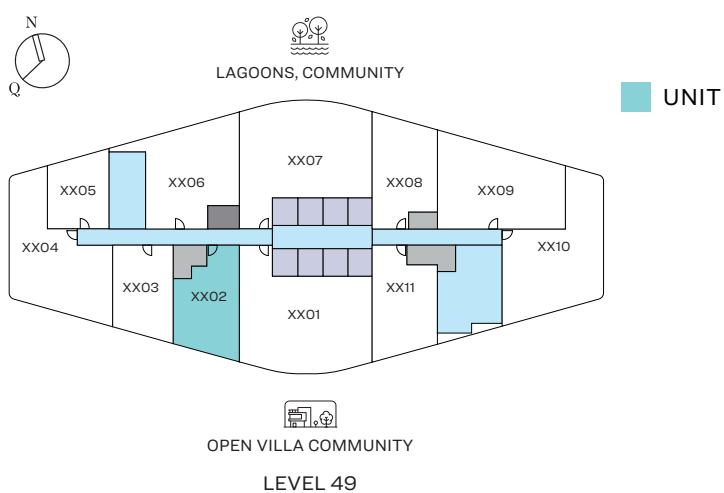 N
Q
LAGOONS, COMMUNITY
UNIT
XX07
XX05
XX06
XX08
XX09
XX04
XX10
XX03
XX02
XX01
XX11
OPEN VILLA COMMUNITY
LEVEL 49